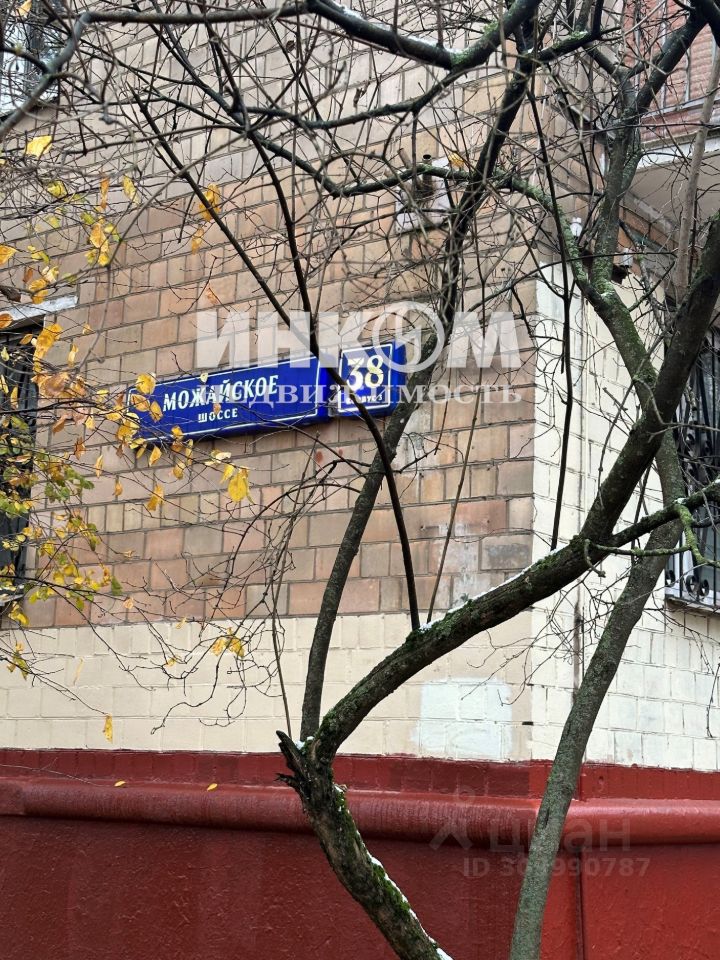 ИНКОМ
Недвижимость
МОЖАЙСКОЕ
ШОССЕ
38
циан